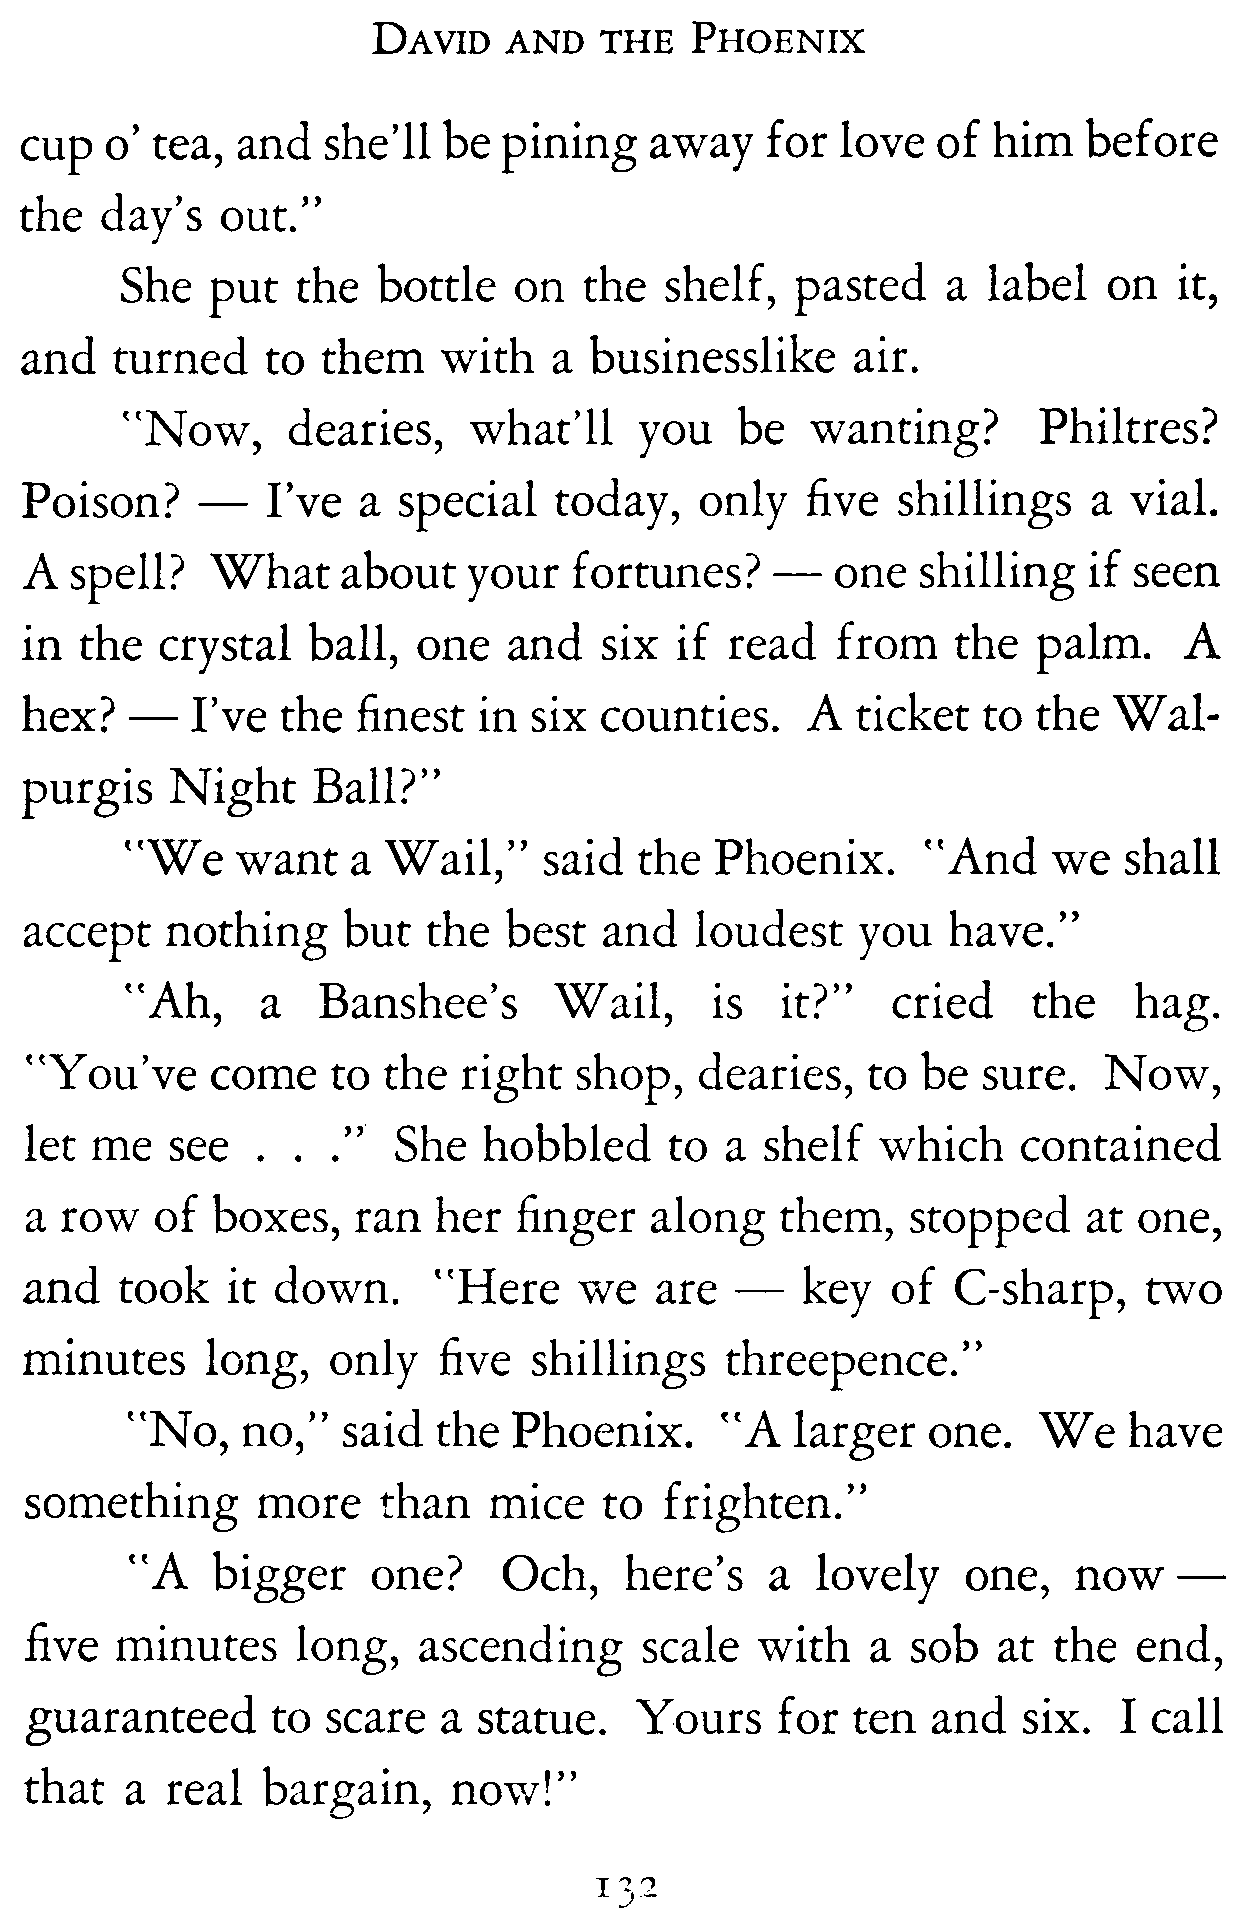 DAVID AND THE PHOENIX
cup o’ tea, and she’ll be pining away for love of him before
the day’s out.”
She put the bottle on the shelf, pasted a label on it,
and turned to them with a businesslike air.
“Now, dearies, what’ll you be wanting? Philtres?
Poison? — I’ve a special today, only five shillings a vial.
A spell? What about your fortunes? — one shilling if seen
in the crystal ball, one and six if read from the palm. A
hex? — I’ve the finest in six counties. A ticket to the Wal-
purgis Night Ball?”
“We want a Wail,” said the Phoenix. “And we shall
accept nothing but the best and loudest you have.”
“Ah, a Banshee’s Wail, is it?” cried the hag.
“You’ve come to the right shop, dearies, to be sure. Now,
let me see . . .” She hobbled to a shelf which contained
a row of boxes, ran her finger along them, stopped at one,
and took it down. “Here we are — key of C-sharp, two
minutes long, only five shillings threepence.”
“No, no,” said the Phoenix. “A larger one. We have
something more than mice to frighten.”
“A bigger one? Och, here’s a lovely one, now —
five minutes long, ascending scale with a sob at the end,
guaranteed to scare a statue. Yours for ten and six. I call
that a real bargain, now!”
132